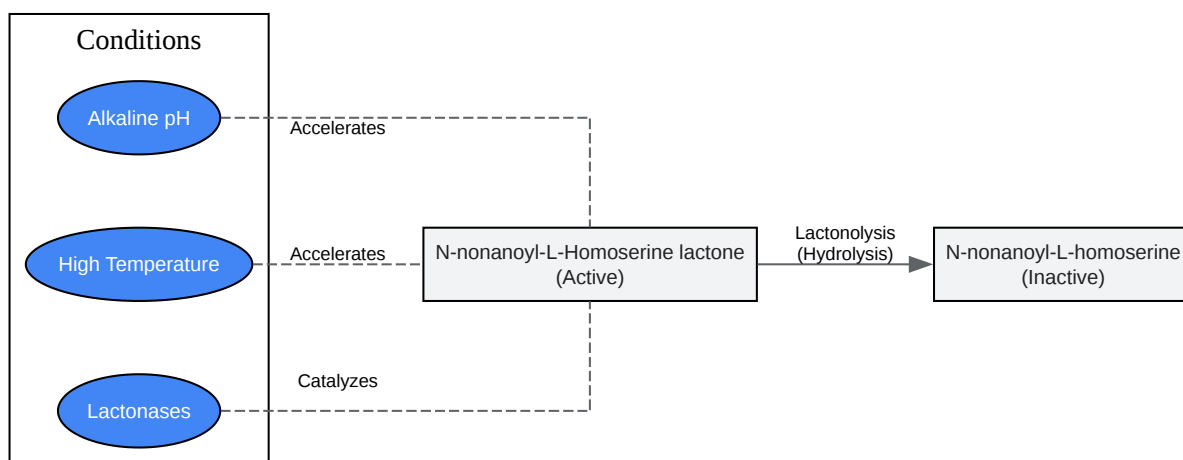 Conditions
Alkaline pH
Accelerates
High Temperature
Accelerates
N-nonanoyl-L-Homoserine lactone
(Active)
Lactonolysis
(Hydrolysis)
N-nonanoyl-L-homoserine
(Inactive)
Lactonases
Catalyzes